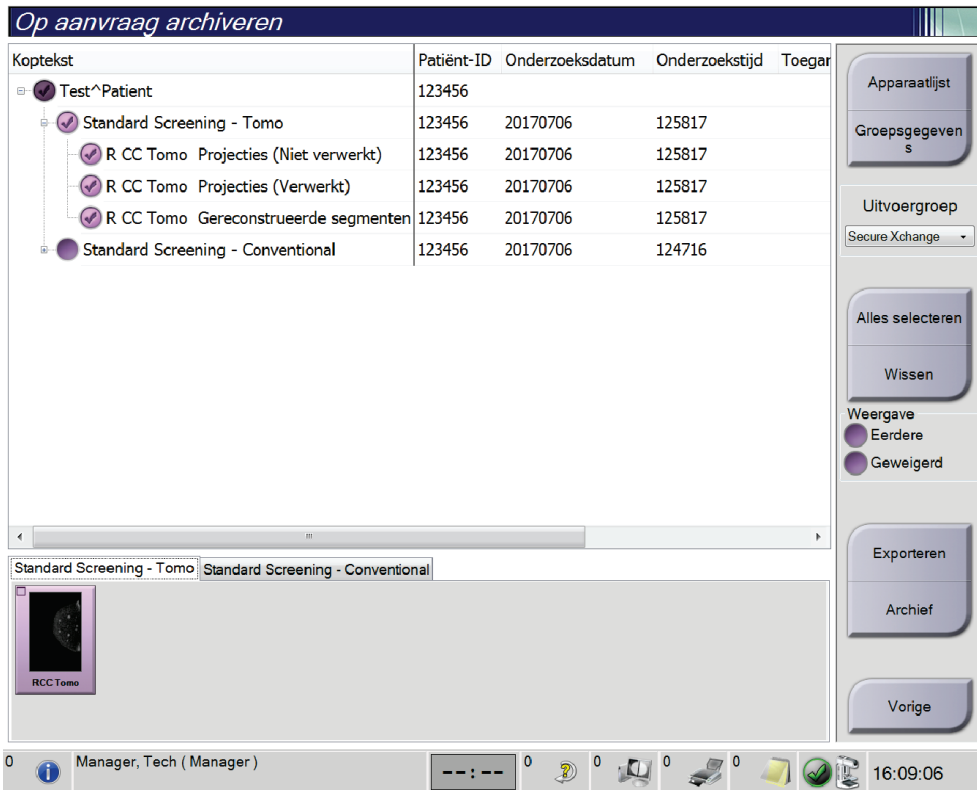 Op aanvraag archiveren
Koptekst Patiënt-ID Onderzoeksdatum Onderzoekstijd Toegar
Test^Patient 123456
Standard Screening - Tomo 123456 20170706 125817
R CC Tomo Projecties (Niet verwerkt) 123456 20170706 125817
R CC Tomo Projecties (Verwerkt) 123456 20170706 125817
R CC Tomo Gereconstrueerde segmenten 123456 20170706 125817
Standard Screening - Conventional 123456 20170706 124716
Apparaatlijst
Groepsgegeven
s
Uitvoergroep
Secure Xchange
Alles selecteren
Wissen
Weergave
Eerdere
Geweigerd
Exporteren
Archief
Vorige
Standard Screening - Tomo Standard Screening - Conventional
RCC Tomo
0 Manager, Tech ( Manager ) --:-- 0 0 0 0 16:09:06